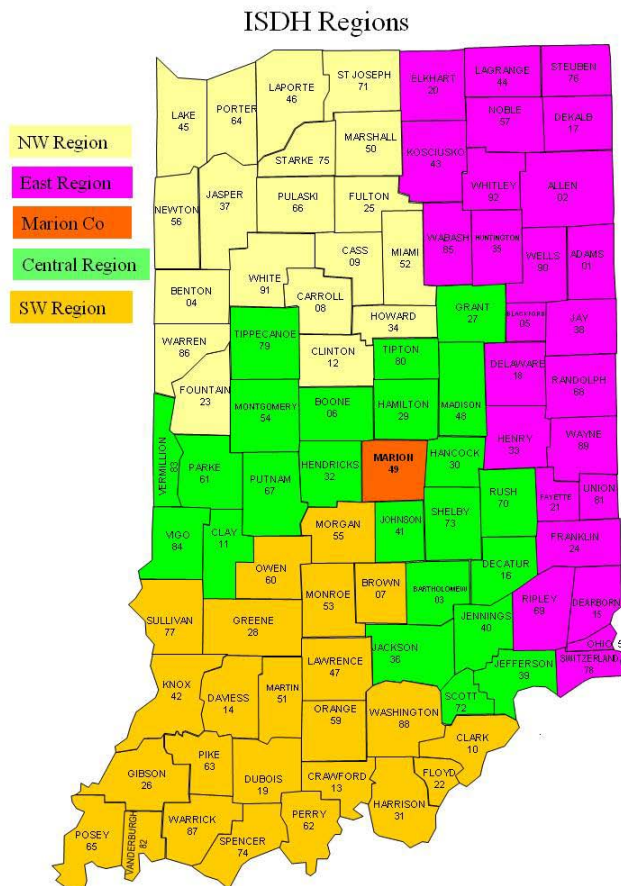 ISDH Regions
NW Region
East Region
Marion Co
Central Region
SW Region
LAKE
45
PORTER
64
LAPORTE
46
ST JOSEPH
71
ELKHART
20
LAGRANGE
44
STEUBEN
76
NOBLE
57
DEKALB
17
MARSHALL
50
STARKE 75
KOSCIUSKO
43
WHITLEY
92
ALLEN
02
NEWTON
56
JASPER
37
PULASKI
66
FULTON
25
WABASH
85
HUNTINGTON
35
WELLS
90
ADAMS
01
CASS
09
MIAMI
52
WHITE
91
CARROLL
08
BENTON
04
HOWARD
34
GRANT
27
BLACKFORD
05
JAY
38
WARREN
86
TIPPECANOE
79
CLINTON
12
TIPTON
80
DELAWARE
18
RANDOLPH
68
FOUNTAIN
23
MONTGOMERY
54
BOONE
06
HAMILTON
29
MADISON
48
HENRY
33
WAYNE
89
VERMILLION
83
PARKE
61
PUTNAM
67
HENDRICKS
32
MARION
49
HANCOCK
30
RUSH
70
FAYETTE
21
UNION
81
MORGAN
55
JOHNSON
41
SHELBY
73
FRANKLIN
24
VIGO
84
CLAY
11
OWEN
60
MONROE
53
BROWN
07
BARTHOLOMEW
03
DECATUR
16
RIPLEY
69
DEARBORN
15
SULLIVAN
77
GREENE
28
JENNINGS
40
OHIO
5
SWITZERLAND
78
JACKSON
36
LAWRENCE
47
JEFFERSON
39
SCOTT
72
KNOX
42
DAVIESS
14
MARTIN
51
ORANGE
59
WASHINGTON
88
CLARK
10
PIKE
63
DUBOIS
19
CRAWFORD
13
FLOYD
22
HARRISON
31
GIBSON
26
PERRY
62
POSEY
65
VANDERBURGH
82
WARRICK
87
SPENCER
74